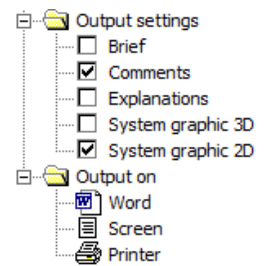 Output settings
Brief
Comments
Explanations
System graphic 3D
System graphic 2D
Output on
Word
Screen
Printer